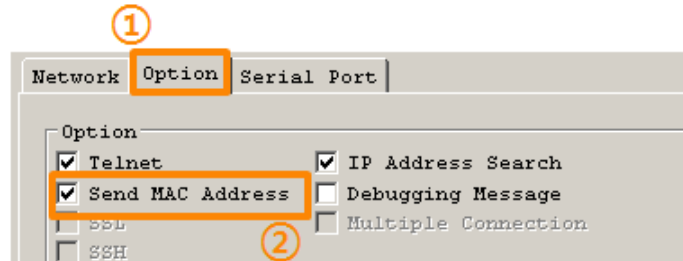 ①
Network Option Serial Port
Option
Telnet IP Address Search
Send MAC Address Debugging Message
SSL Multiple Connection
②
SSH